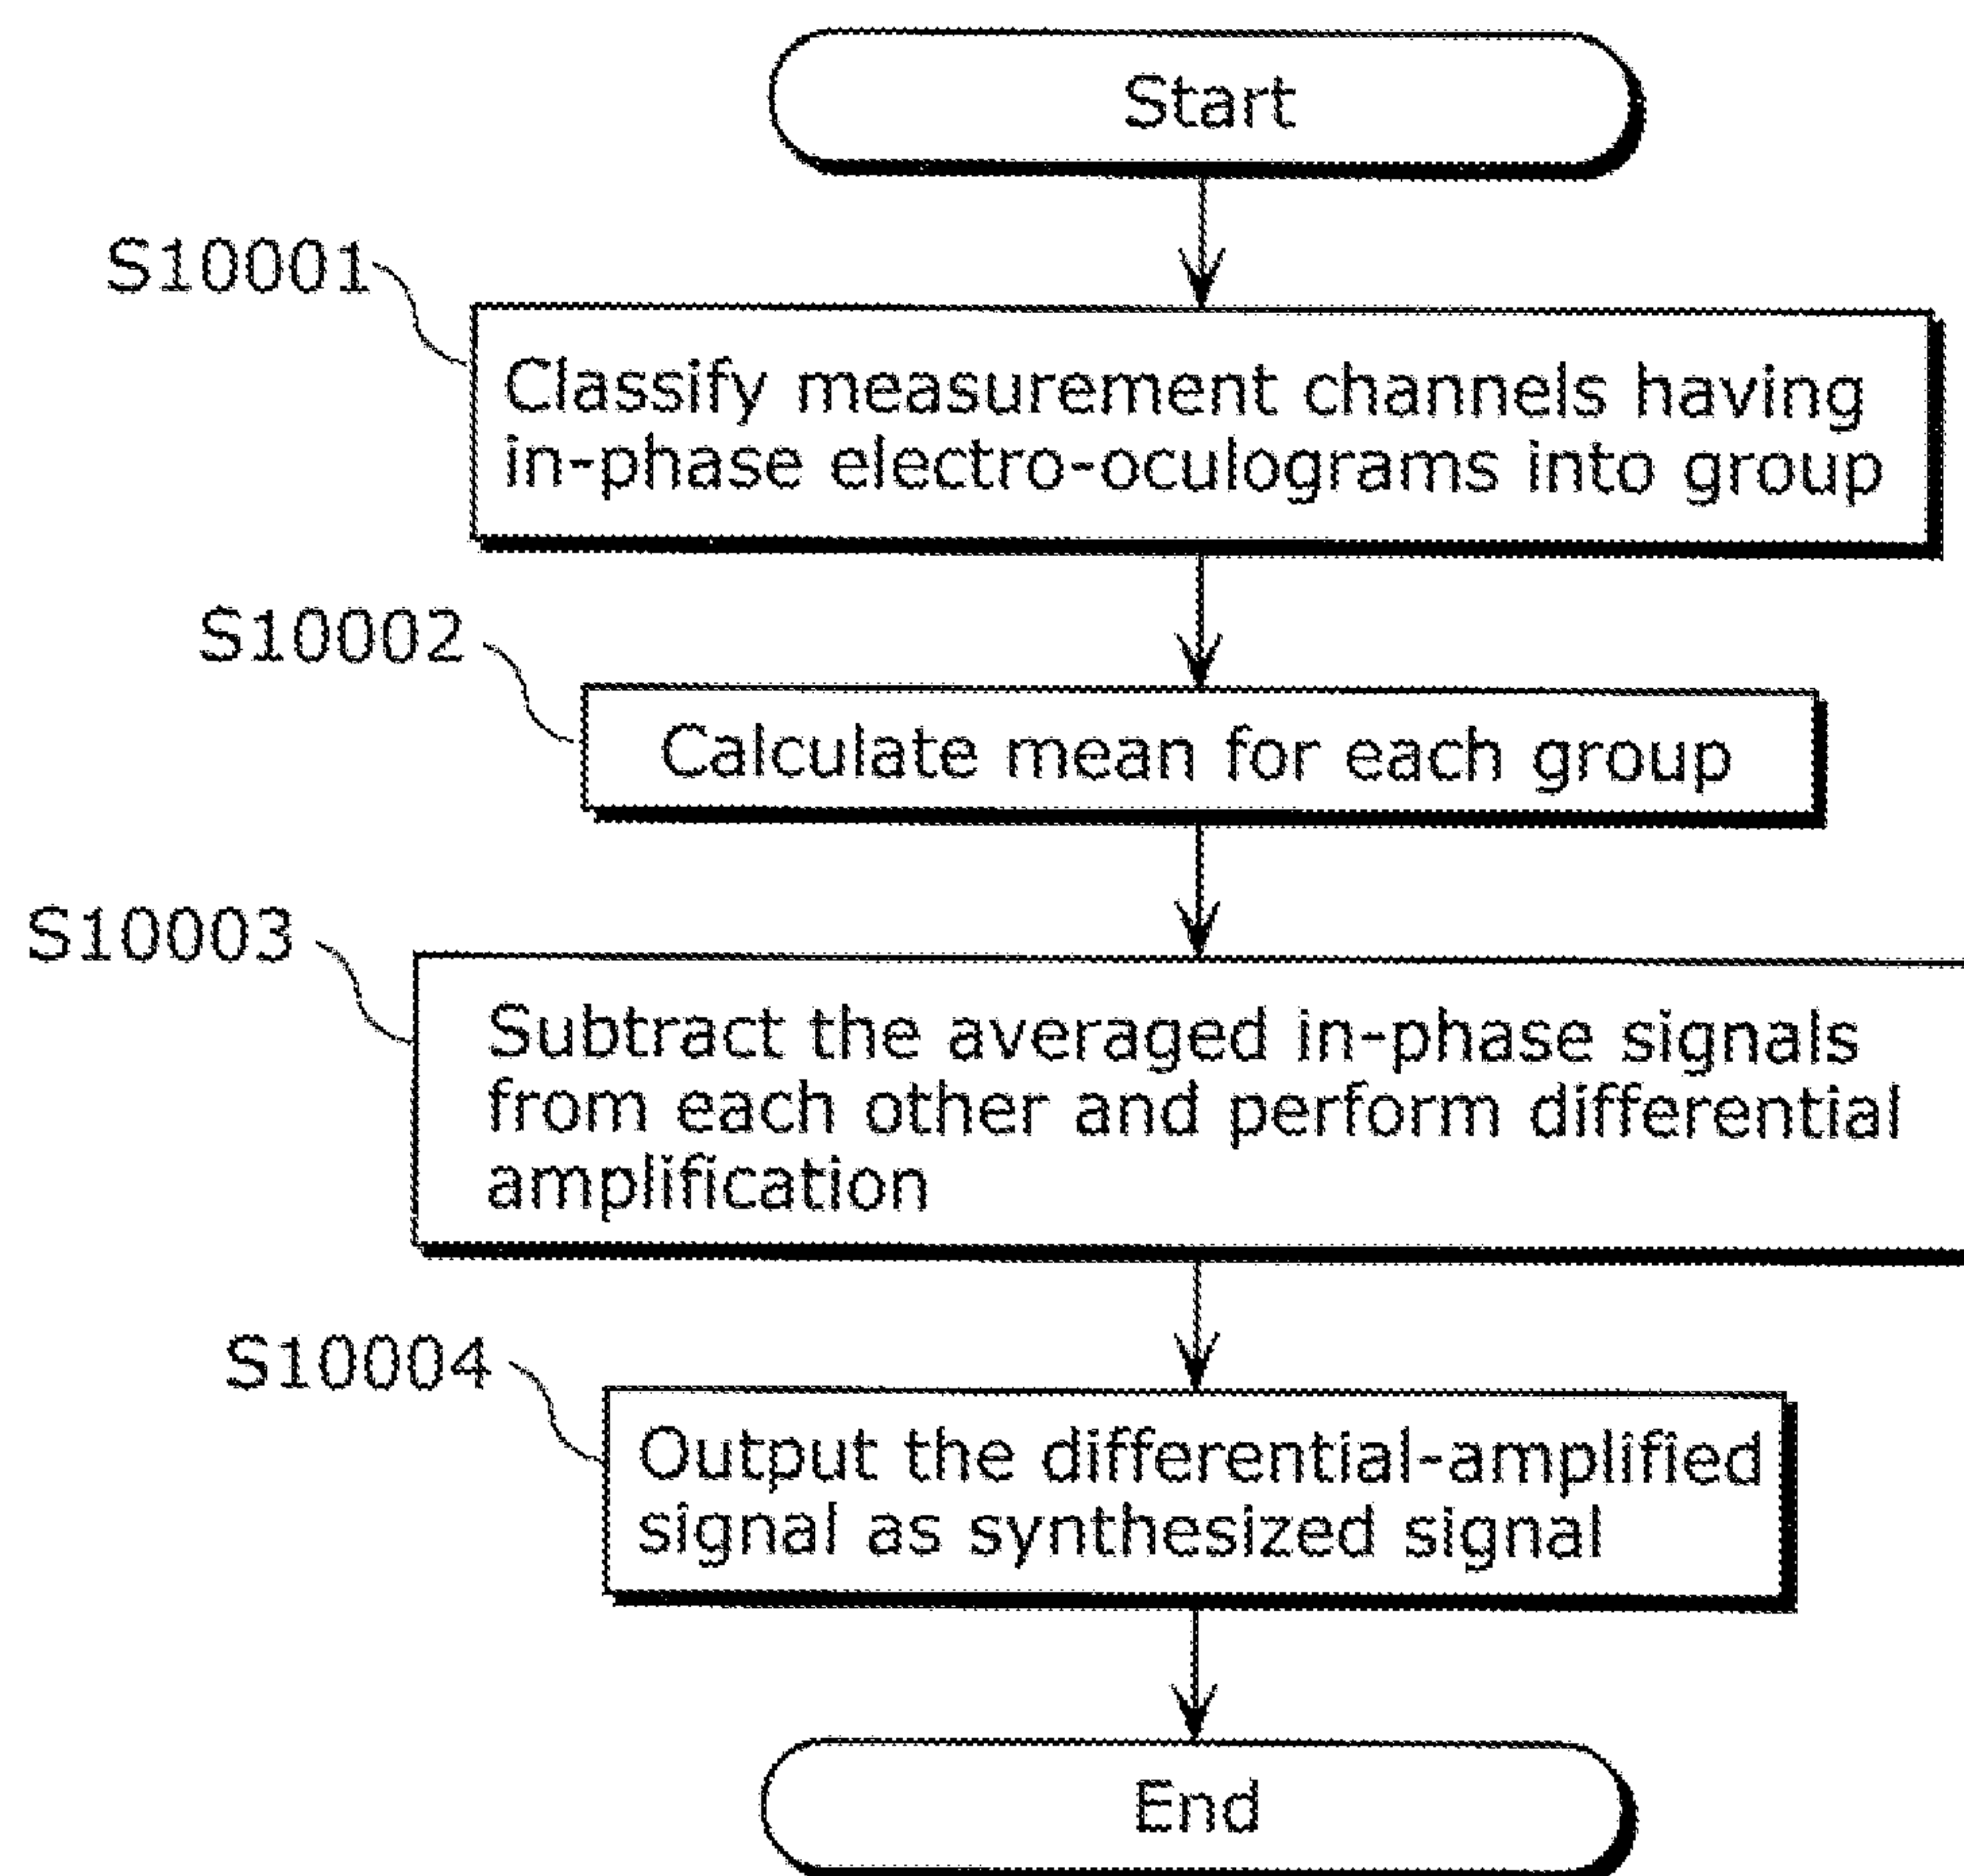 Start
S10001
Classify measurement channels having
in-phase electro-oculograms into group
S10002
Calculate mean for each group
S10003
Subtract the averaged in-phase signals
from each other and perform differential
amplification
S10004
Output the differential-amplified
signal as synthesized signal
End